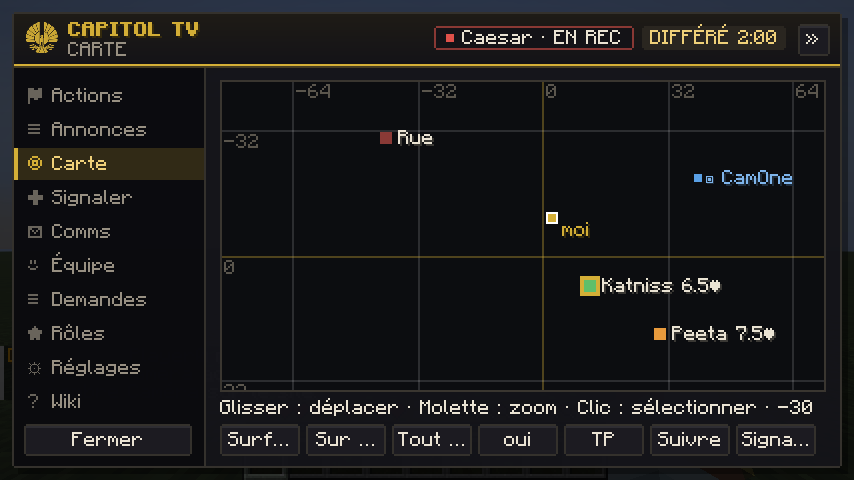 CAPITOL TV
CARTE
Caesar · EN REC
DIFFÉRÉ 2:00
»
Actions
Annonces
Carte
Signaler
Comms
Équipe
Demandes
Rôles
Réglages
? Wiki
Fermer
-64
-32
0
32
64
-32
Rue
CamOne
moi
0
Katniss 6.5♥
Peeta 7.5♥
Glisser : déplacer · Molette : zoom · Clic : sélectionner · -30
Surf...
Sur ...
Tout ...
oui
TP
Suivre
Signa...